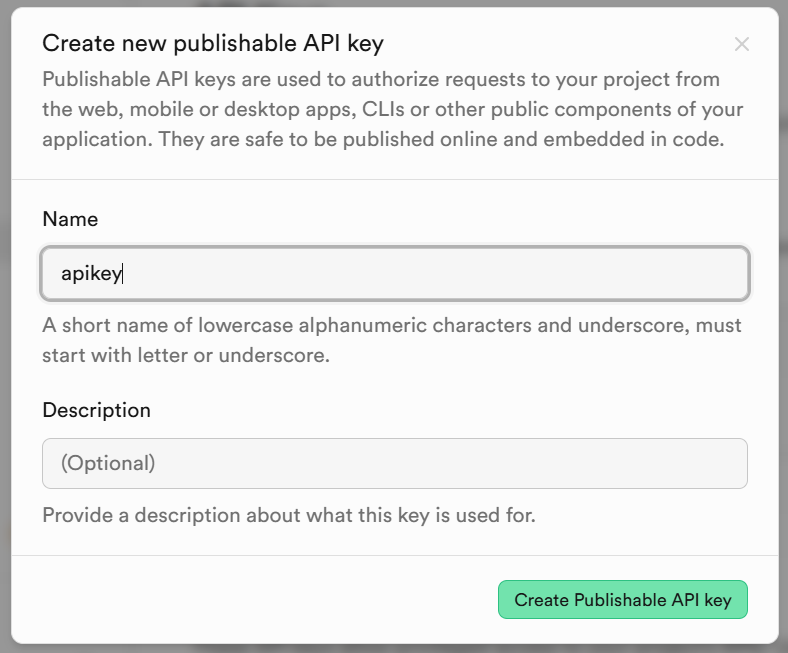 Create new publishable API key
Publishable API keys are used to authorize requests to your project from
the web, mobile or desktop apps, CLIs or other public components of your
application. They are safe to be published online and embedded in code.
Name
apikey
A short name of lowercase alphanumeric characters and underscore, must
start with letter or underscore.
Description
(Optional)
Provide a description about what this key is used for.
Create Publishable API key